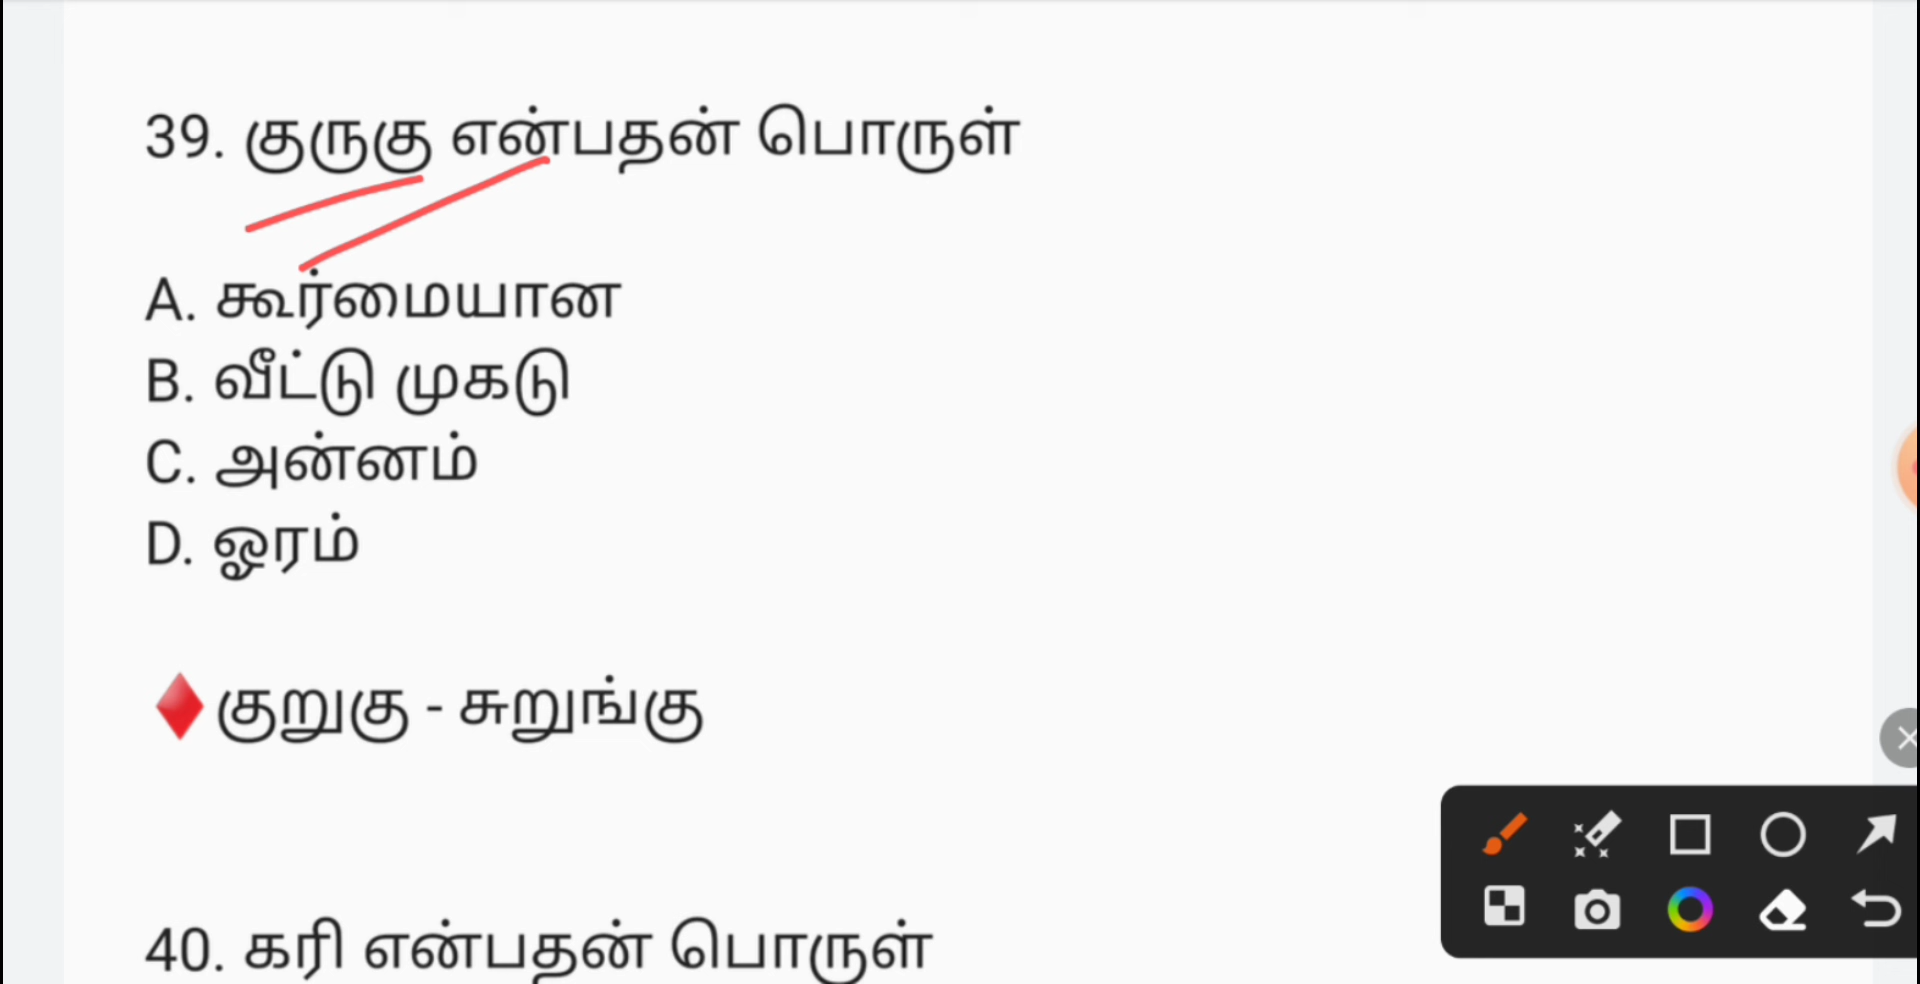 39. குருகு என்பதன் பொருள்
A. கூர்மையான
B. வீட்டு முகடு
C. அன்னம்
D. ஓரம்
குறுகு - சுறுங்கு
40. கரி என்பதன் பொருள்